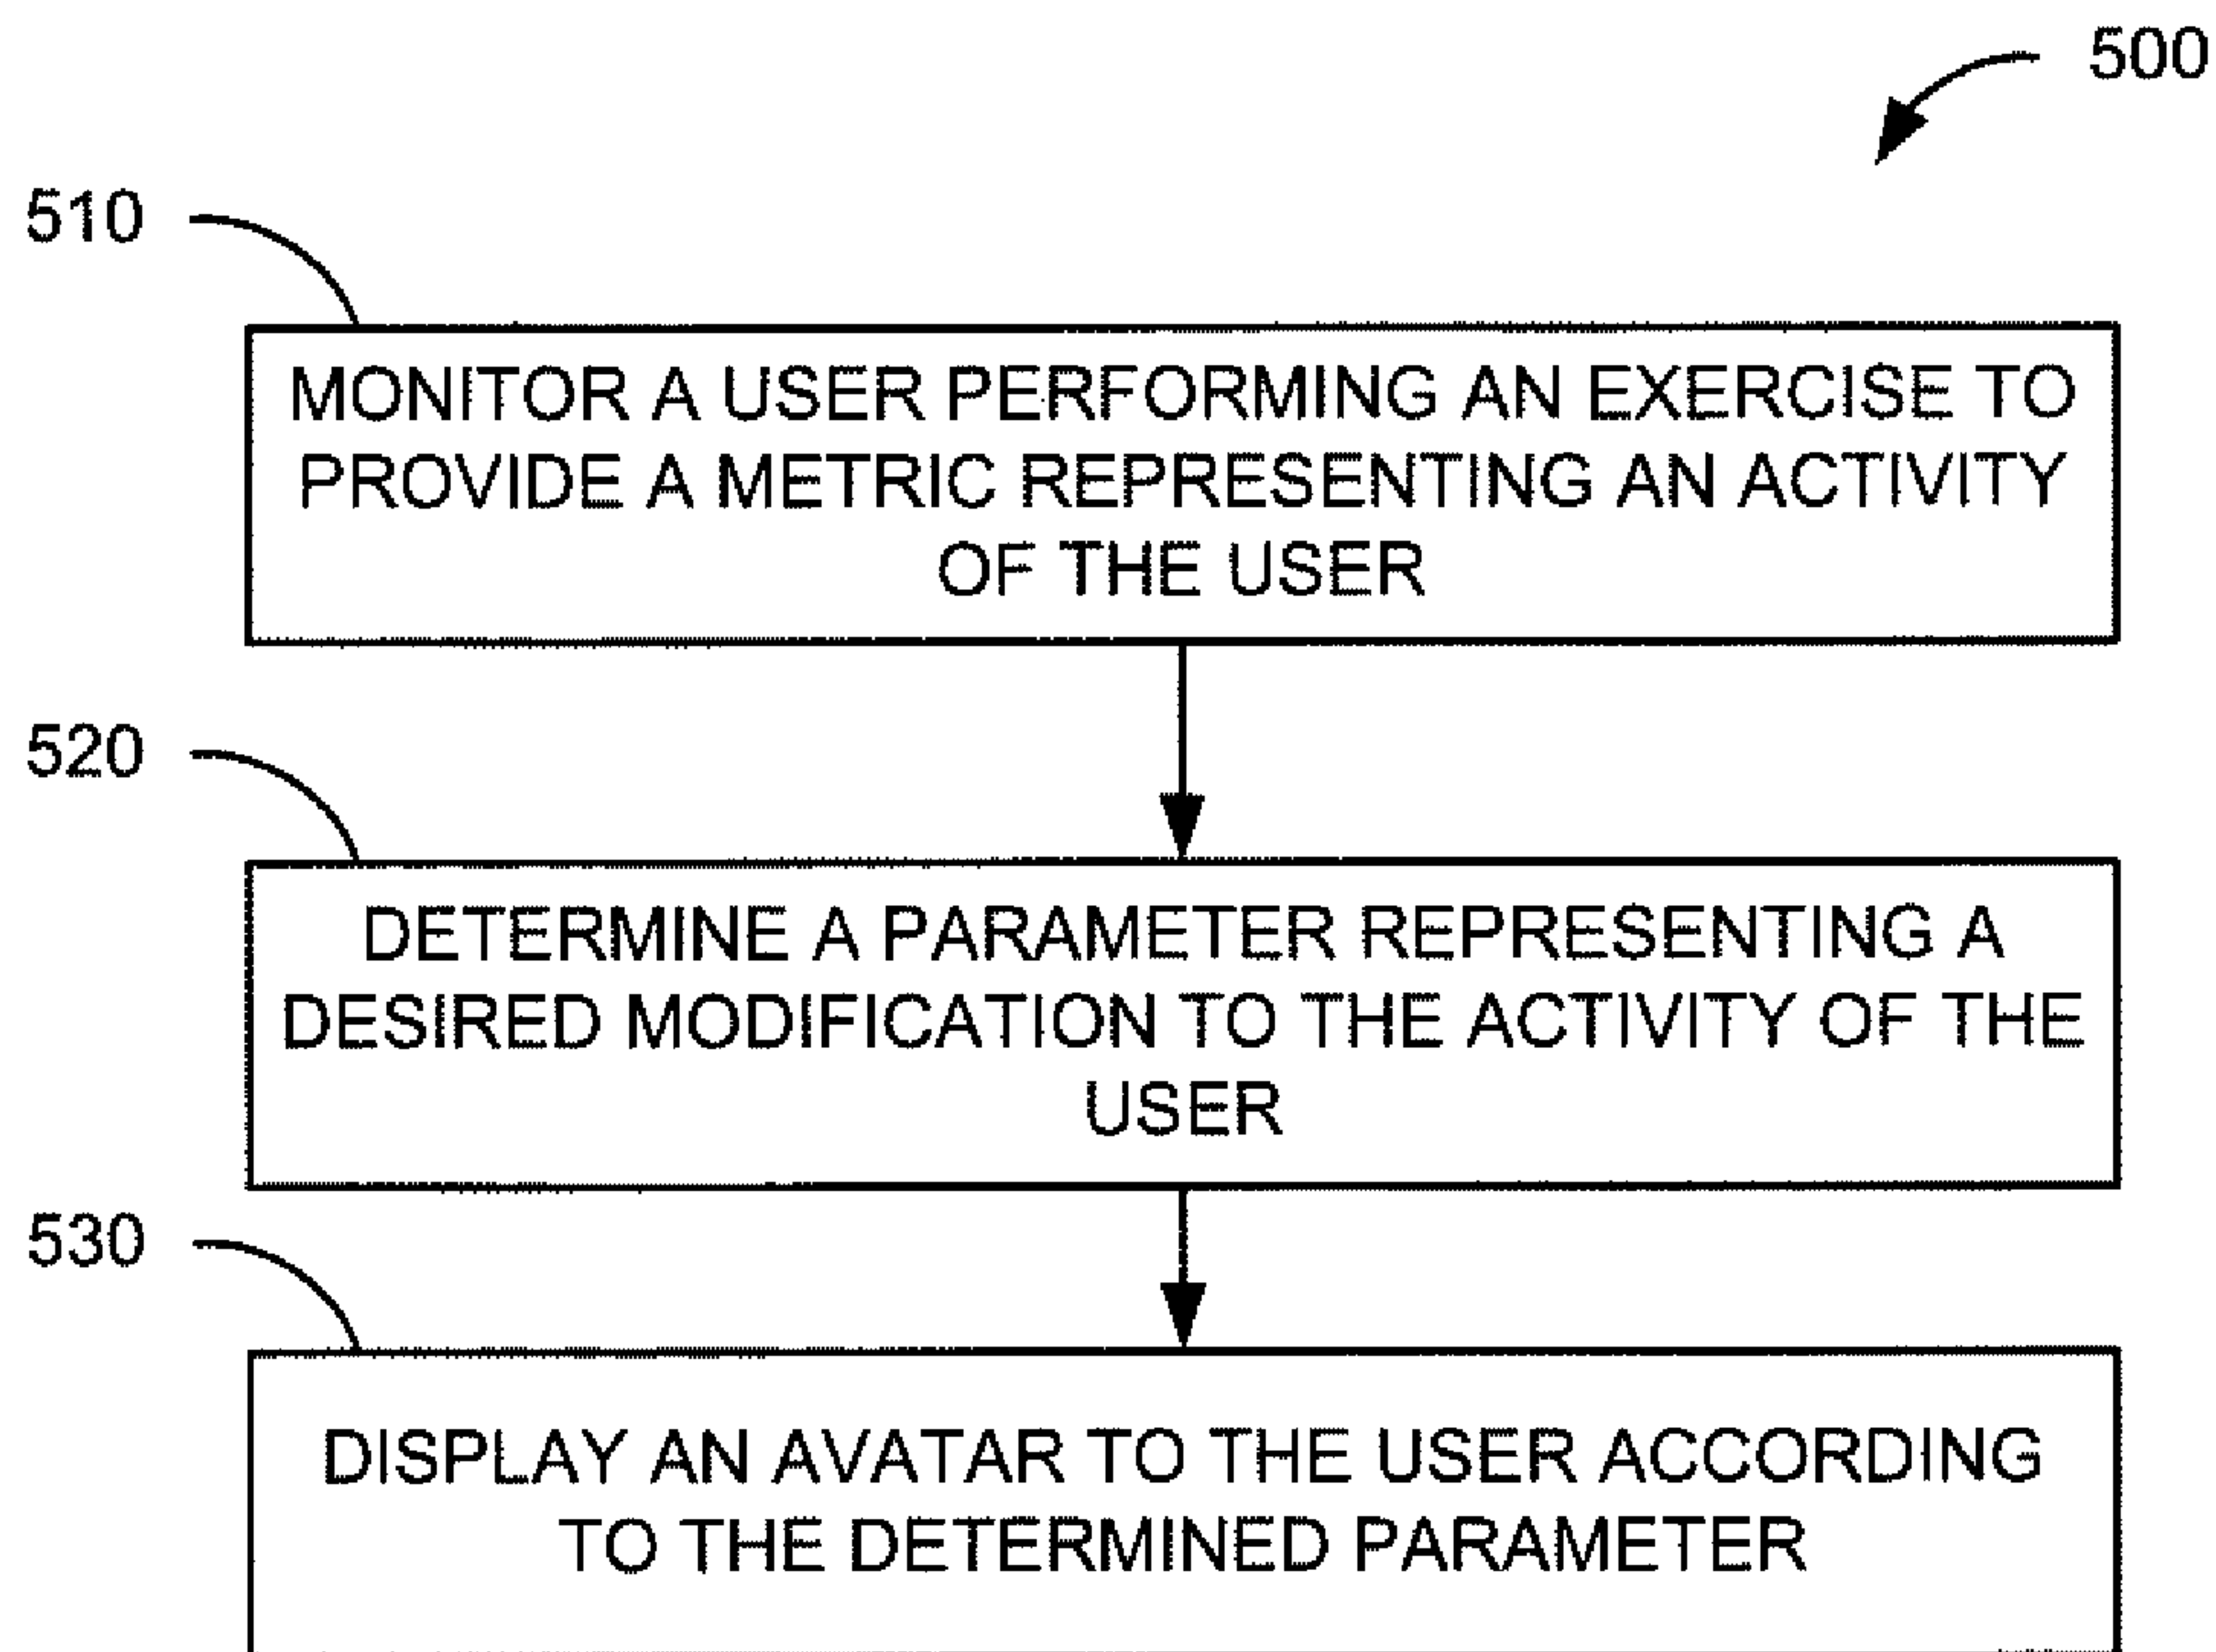 500
510
MONITOR A USER PERFORMING AN EXERCISE TO
PROVIDE A METRIC REPRESENTING AN ACTIVITY
OF THE USER
520
DETERMINE A PARAMETER REPRESENTING A
DESIRED MODIFICATION TO THE ACTIVITY OF THE
USER
530
DISPLAY AN AVATAR TO THE USER ACCORDING
TO THE DETERMINED PARAMETER